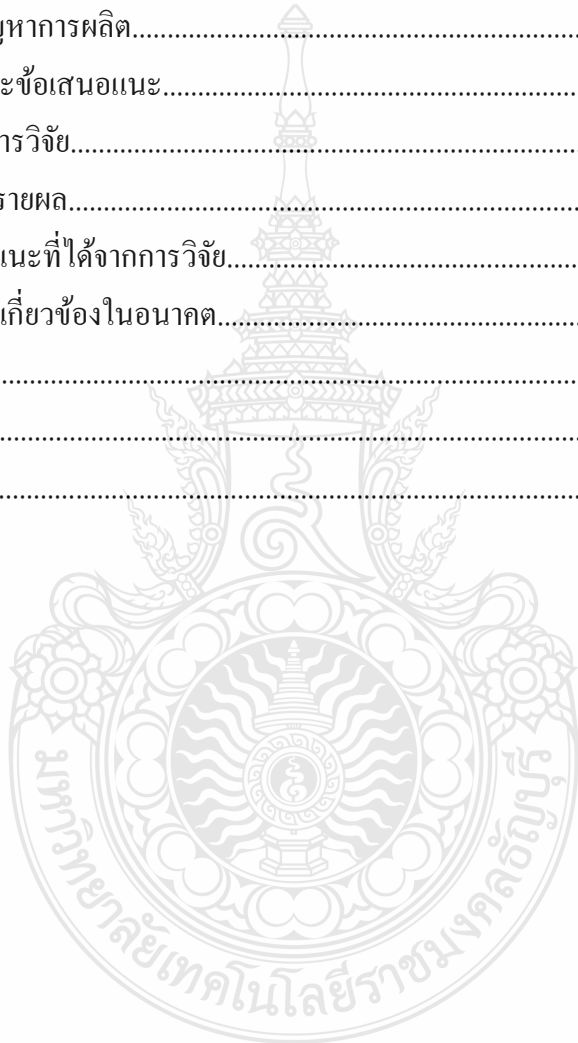 ญหาการผลิต............................................................
ะข้อเสนอแนะ............................................................
ารวิจัย............................................................
รายผล............................................................
แนะที่ได้จากการวิจัย............................................................
เกี่ยวข้องในอนาคต............................................................
............................................................
............................................................
............................................................
มหาวิทยาลัยเทคโนโลยีราชมงคลธัญบุรี